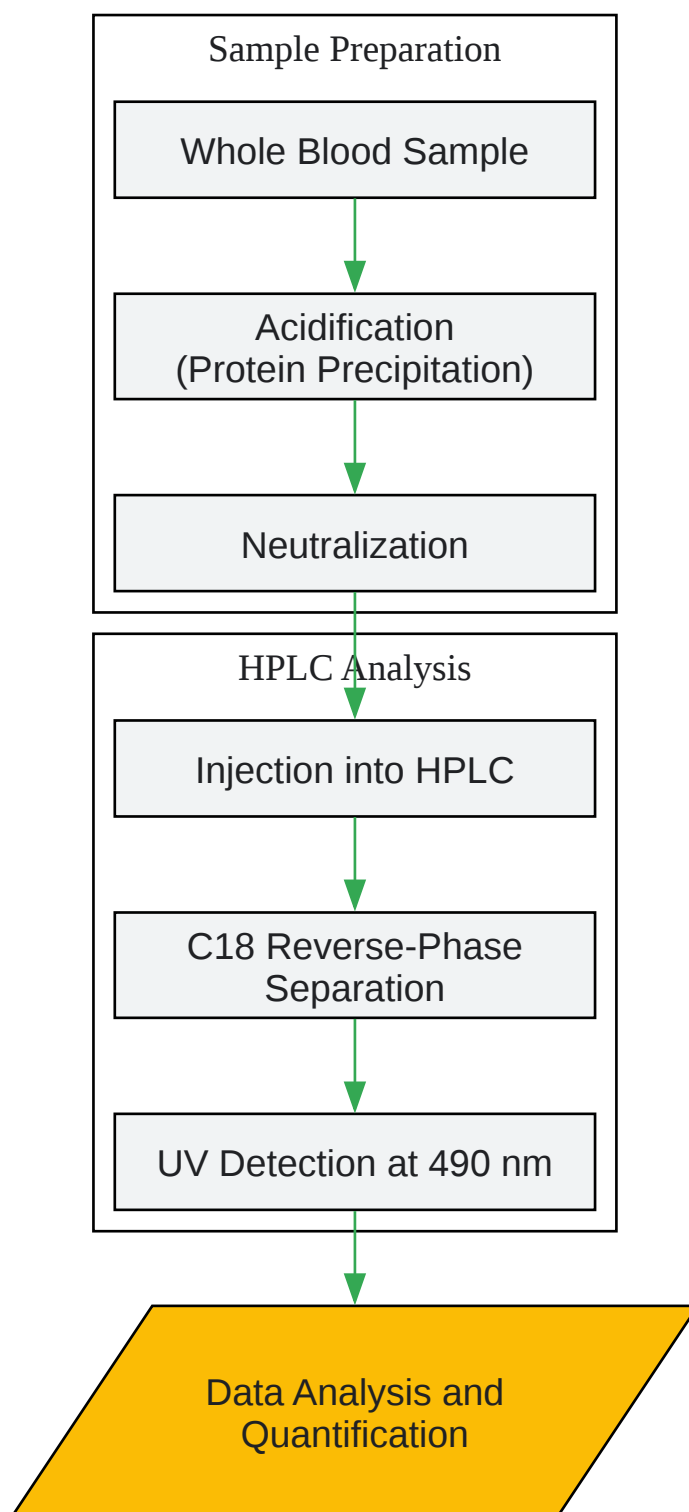 Sample Preparation
Whole Blood Sample
Acidification
(Protein Precipitation)
Neutralization
HPLC Analysis
Injection into HPLC
C18 Reverse-Phase
Separation
UV Detection at 490 nm
Data Analysis and
Quantification